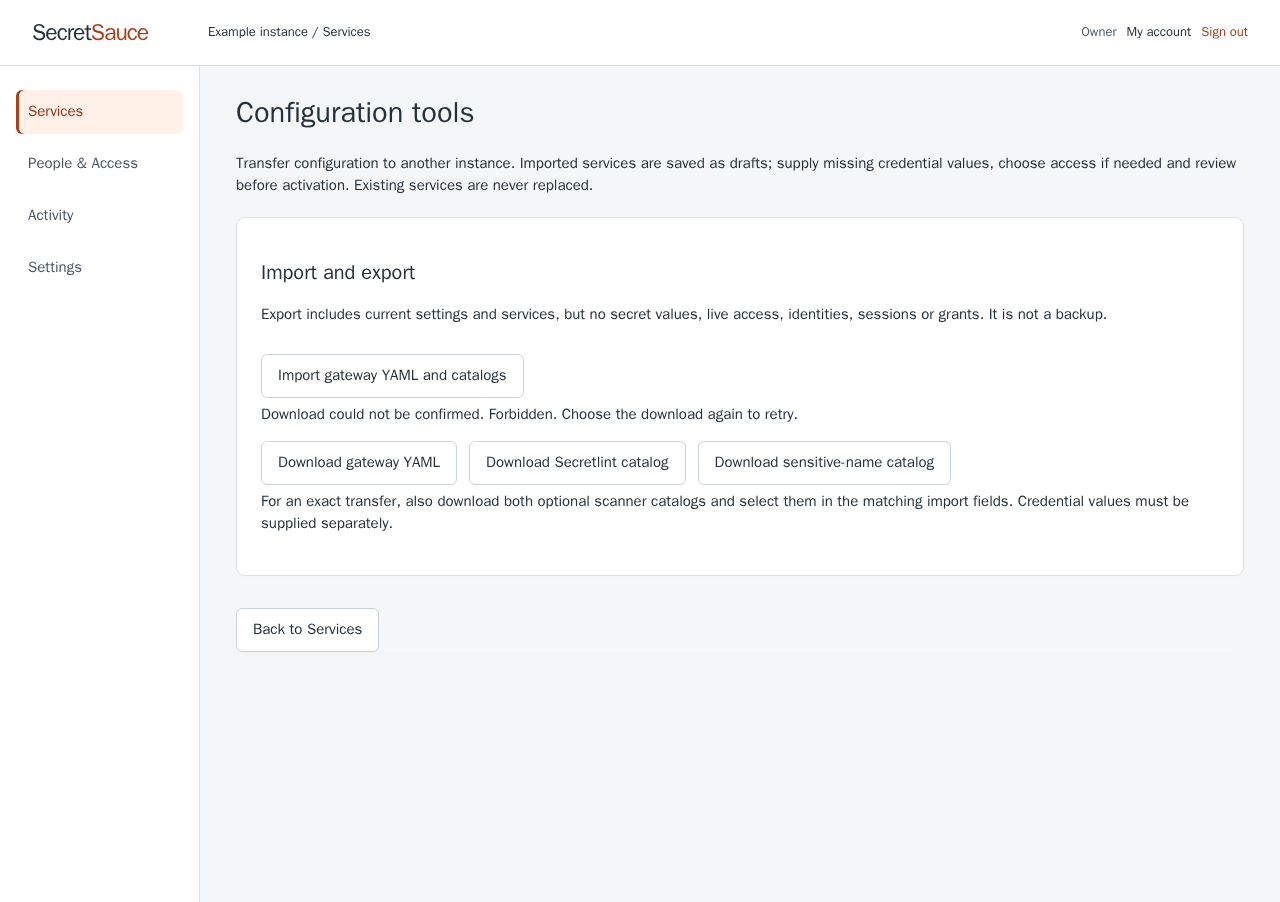 SecretSauce
Example instance / Services
Owner My account Sign out
Services
People & Access
Activity
Settings
Configuration tools
Transfer configuration to another instance. Imported services are saved as drafts; supply missing credential values, choose access if needed and review
before activation. Existing services are never replaced.
Import and export
Export includes current settings and services, but no secret values, live access, identities, sessions or grants. It is not a backup.
Import gateway YAML and catalogs
Download could not be confirmed. Forbidden. Choose the download again to retry.
Download gateway YAML
Download Secretlint catalog
Download sensitive-name catalog
For an exact transfer, also download both optional scanner catalogs and select them in the matching import fields. Credential values must be
supplied separately.
Back to Services